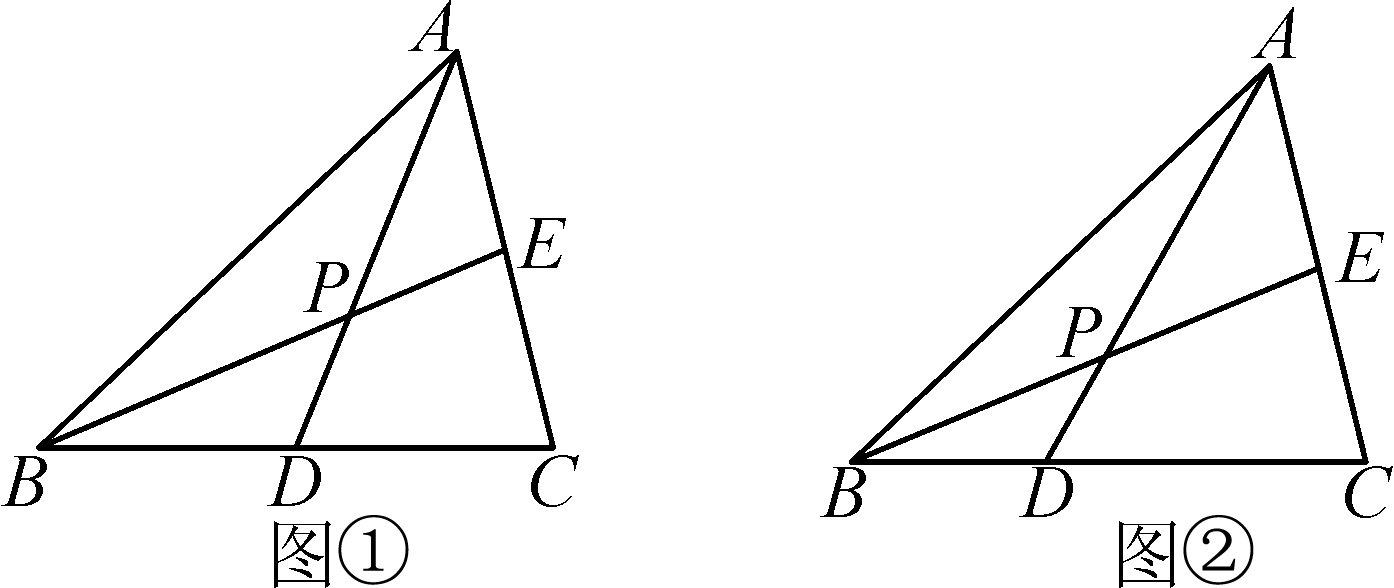 A A
E E
P P
B D C B D C
图① 图②